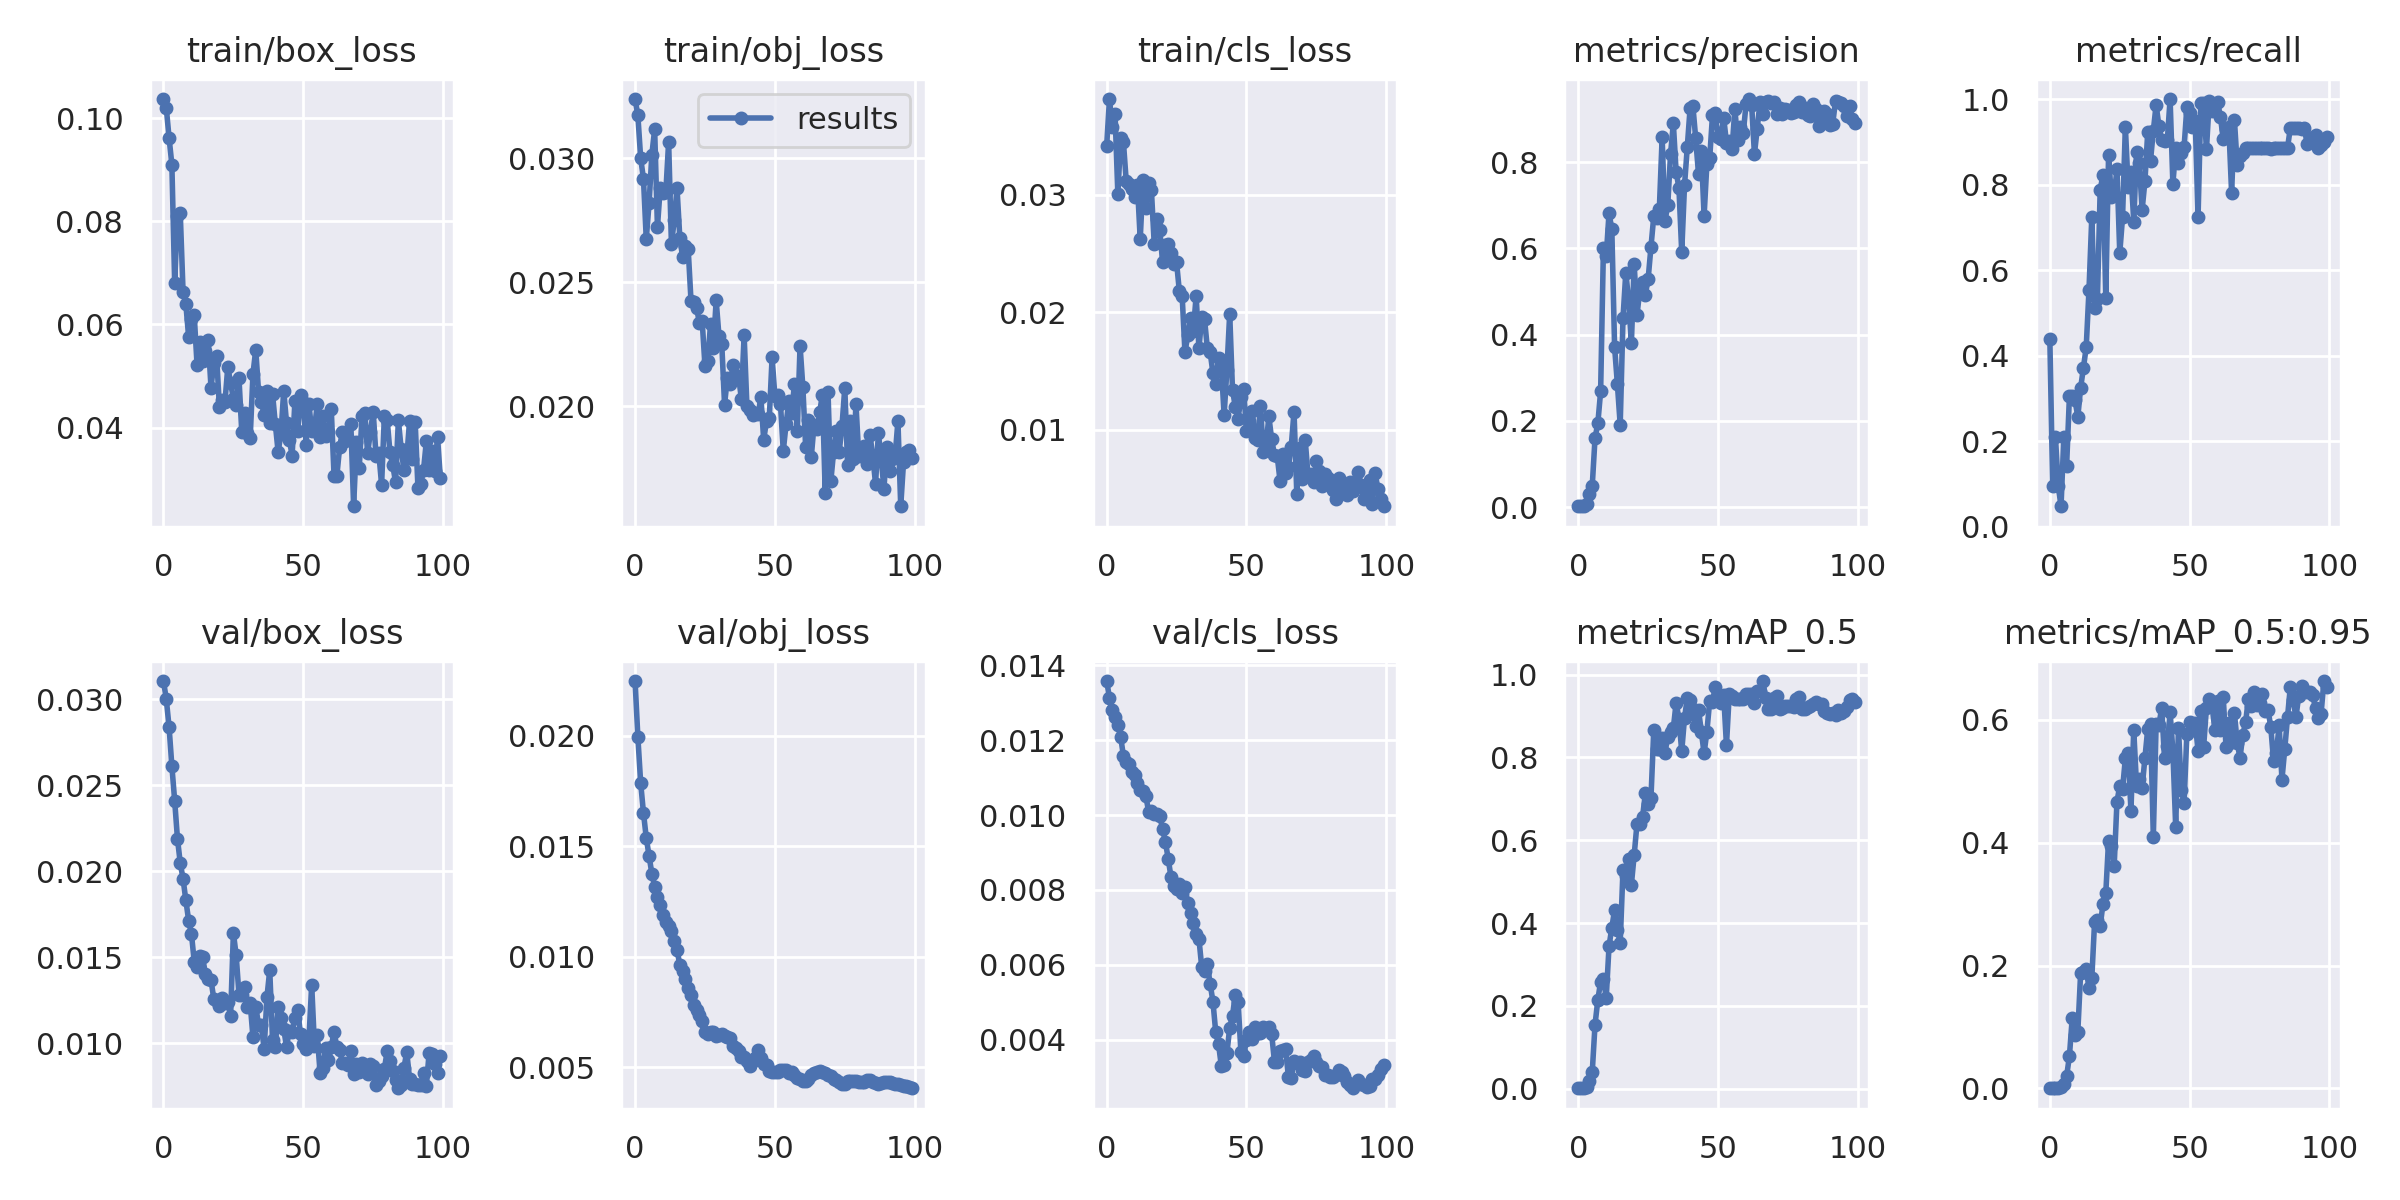 train/box_loss
0.10
0.08
0.06
0.04
0 50 100
train/obj_loss
results
0.030
0.025
0.020
0 50 100
train/cls_loss
0.03
0.02
0.01
0 50 100
metrics/precision
0.8
0.6
0.4
0.2
0.0
0 50 100
metrics/recall
1.0
0.8
0.6
0.4
0.2
0.0
0 50 100
val/box_loss
0.030
0.025
0.020
0.015
0.010
0 50 100
val/obj_loss
0.020
0.015
0.010
0.005
0 50 100
val/cls_loss
0.014
0.012
0.010
0.008
0.006
0.004
0 50 100
metrics/mAP_0.5
1.0
0.8
0.6
0.4
0.2
0.0
0 50 100
metrics/mAP_0.5:0.95
0.6
0.4
0.2
0.0
0 50 100